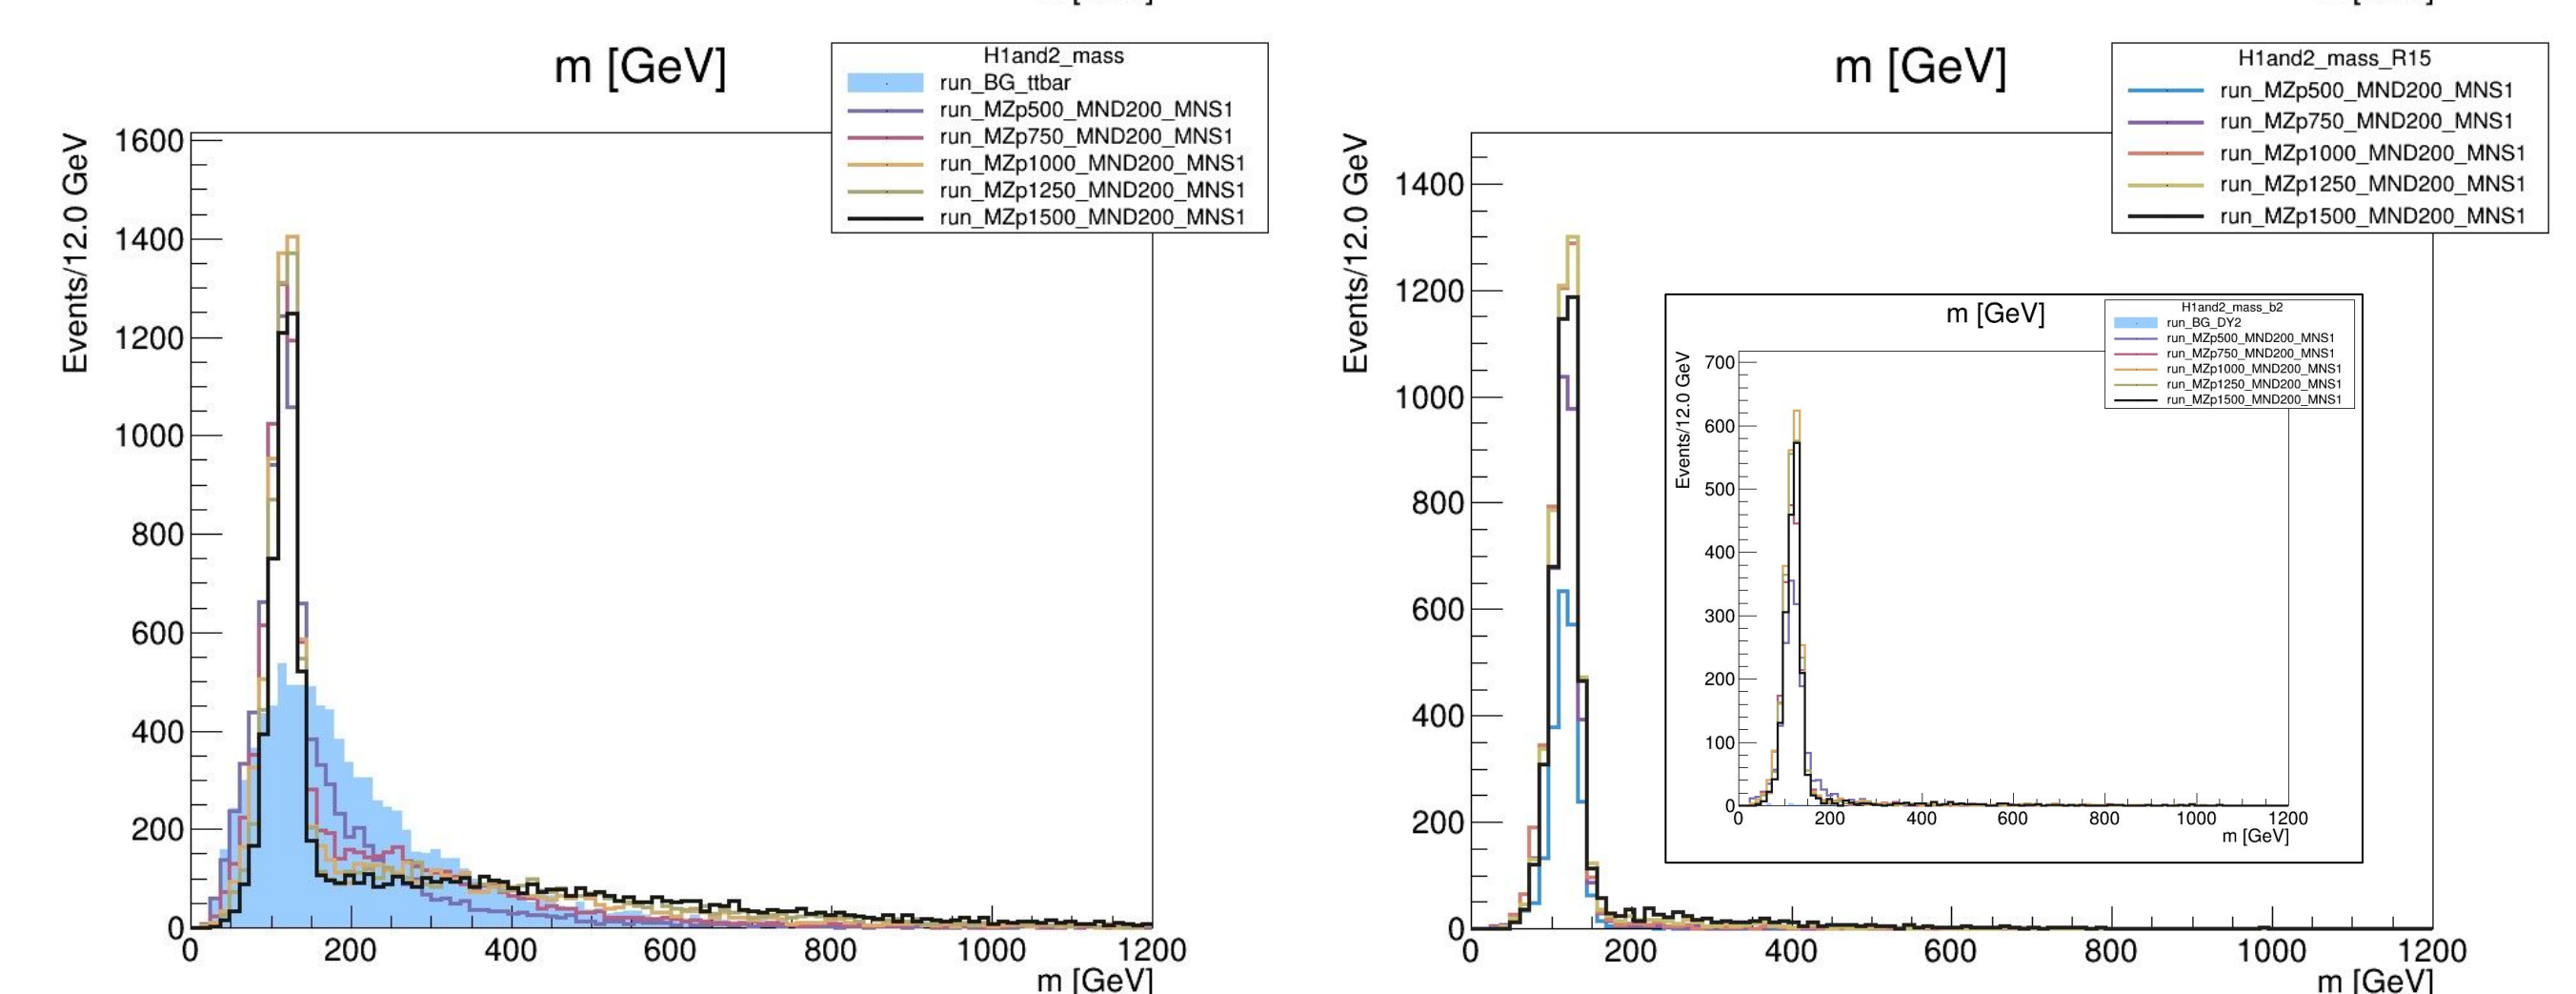 m [GeV]
H1and2_mass
run_BG_ttbar
run_MZp500_MND200_MNS1
run_MZp750_MND200_MNS1
run_MZp1000_MND200_MNS1
run_MZp1250_MND200_MNS1
run_MZp1500_MND200_MNS1
Events/12.0 GeV
1600
1400
1200
1000
800
600
400
200
0
0 200 400 600 800 1000 1200
m [GeV]
m [GeV]
H1and2_mass_R15
run_MZp500_MND200_MNS1
run_MZp750_MND200_MNS1
run_MZp1000_MND200_MNS1
run_MZp1250_MND200_MNS1
run_MZp1500_MND200_MNS1
Events/12.0 GeV
1400
1200
1000
800
600
400
200
0
0 200 400 600 800 1000 1200
m [GeV]
m [GeV]
H1and2_mass_b2
run_BG_DY2
run_MZp500_MND200_MNS1
run_MZp750_MND200_MNS1
run_MZp1000_MND200_MNS1
run_MZp1250_MND200_MNS1
run_MZp1500_MND200_MNS1
Events/12.0 GeV
700
600
500
400
300
200
100
0
0 200 400 600 800 1000 1200
m [GeV]